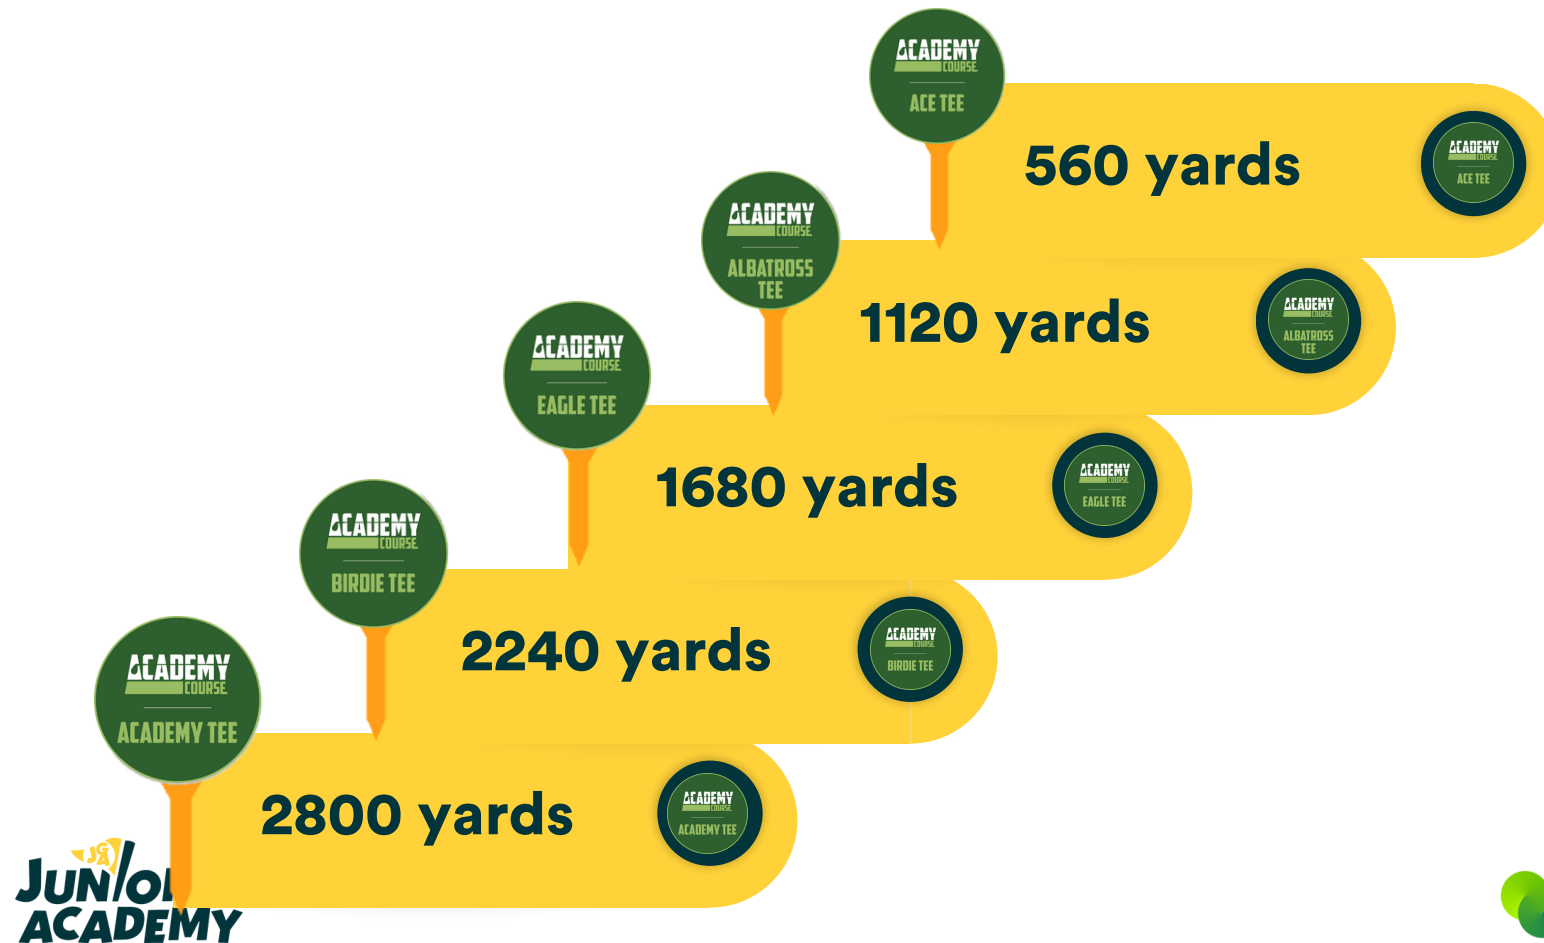 ACADEMY
COURSE
ACE TEE
560 yards
ACADEMY
COURSE
ACE TEE
ACADEMY
COURSE
ALBATROSS
TEE
1120 yards
ACADEMY
COURSE
ALBATROSS
TEE
ACADEMY
COURSE
EAGLE TEE
1680 yards
ACADEMY
COURSE
EAGLE TEE
ACADEMY
COURSE
BIRDIE TEE
2240 yards
ACADEMY
COURSE
BIRDIE TEE
ACADEMY
COURSE
ACADEMY TEE
2800 yards
ACADEMY
COURSE
ACADEMY TEE
JGA
JUNIO
ACADEMY